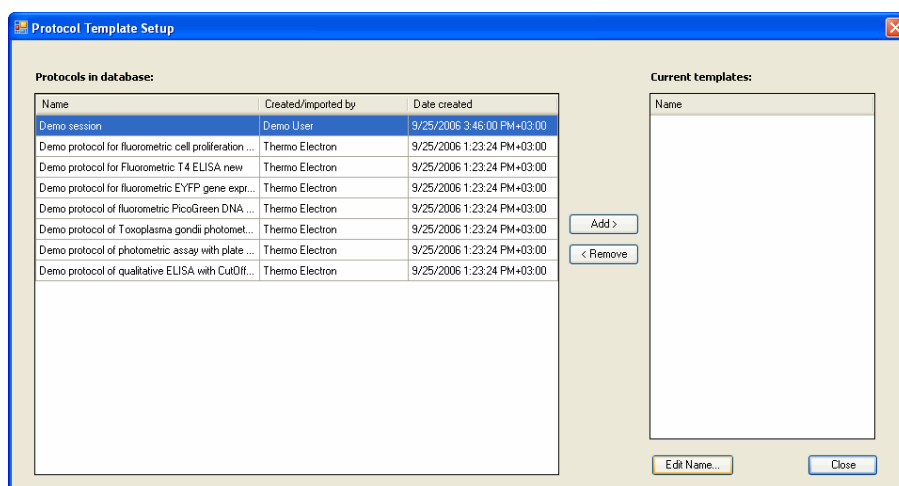 Protocol Template Setup
Protocols in database:
Name Created/imported by Date created
Demo session Demo User 9/25/2006 3:46:00 PM+03:00
Demo protocol for fluorometric cell proliferation ... Thermo Electron 9/25/2006 1:23:24 PM+03:00
Demo protocol for Fluorometric T4 ELISA new Thermo Electron 9/25/2006 1:23:24 PM+03:00
Demo protocol for fluorometric EYFP gene expr... Thermo Electron 9/25/2006 1:23:24 PM+03:00
Demo protocol of fluorometric PicoGreen DNA ... Thermo Electron 9/25/2006 1:23:24 PM+03:00
Demo protocol of Toxoplasma gondii photomet... Thermo Electron 9/25/2006 1:23:24 PM+03:00
Demo protocol of photometric assay with plate ... Thermo Electron 9/25/2006 1:23:24 PM+03:00
Demo protocol of qualitative ELISA with CutOff... Thermo Electron 9/25/2006 1:23:24 PM+03:00
Add >
< Remove
Current templates:
Name
Edit Name...
Close